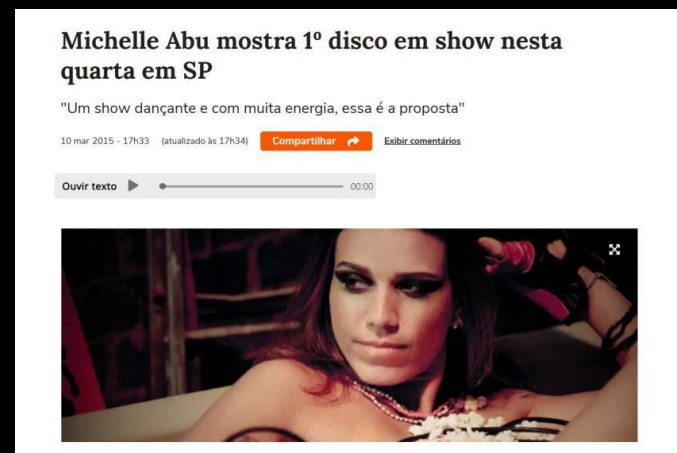 Michelle Abu mostra 1º disco em show nesta
quarta em SP
"Um show dançante e com muita energia, essa é a proposta"
10 mar 2015 - 17h33 (atualizado às 17h34) Compartilhar Exibir comentários
Ouvir texto 00:00